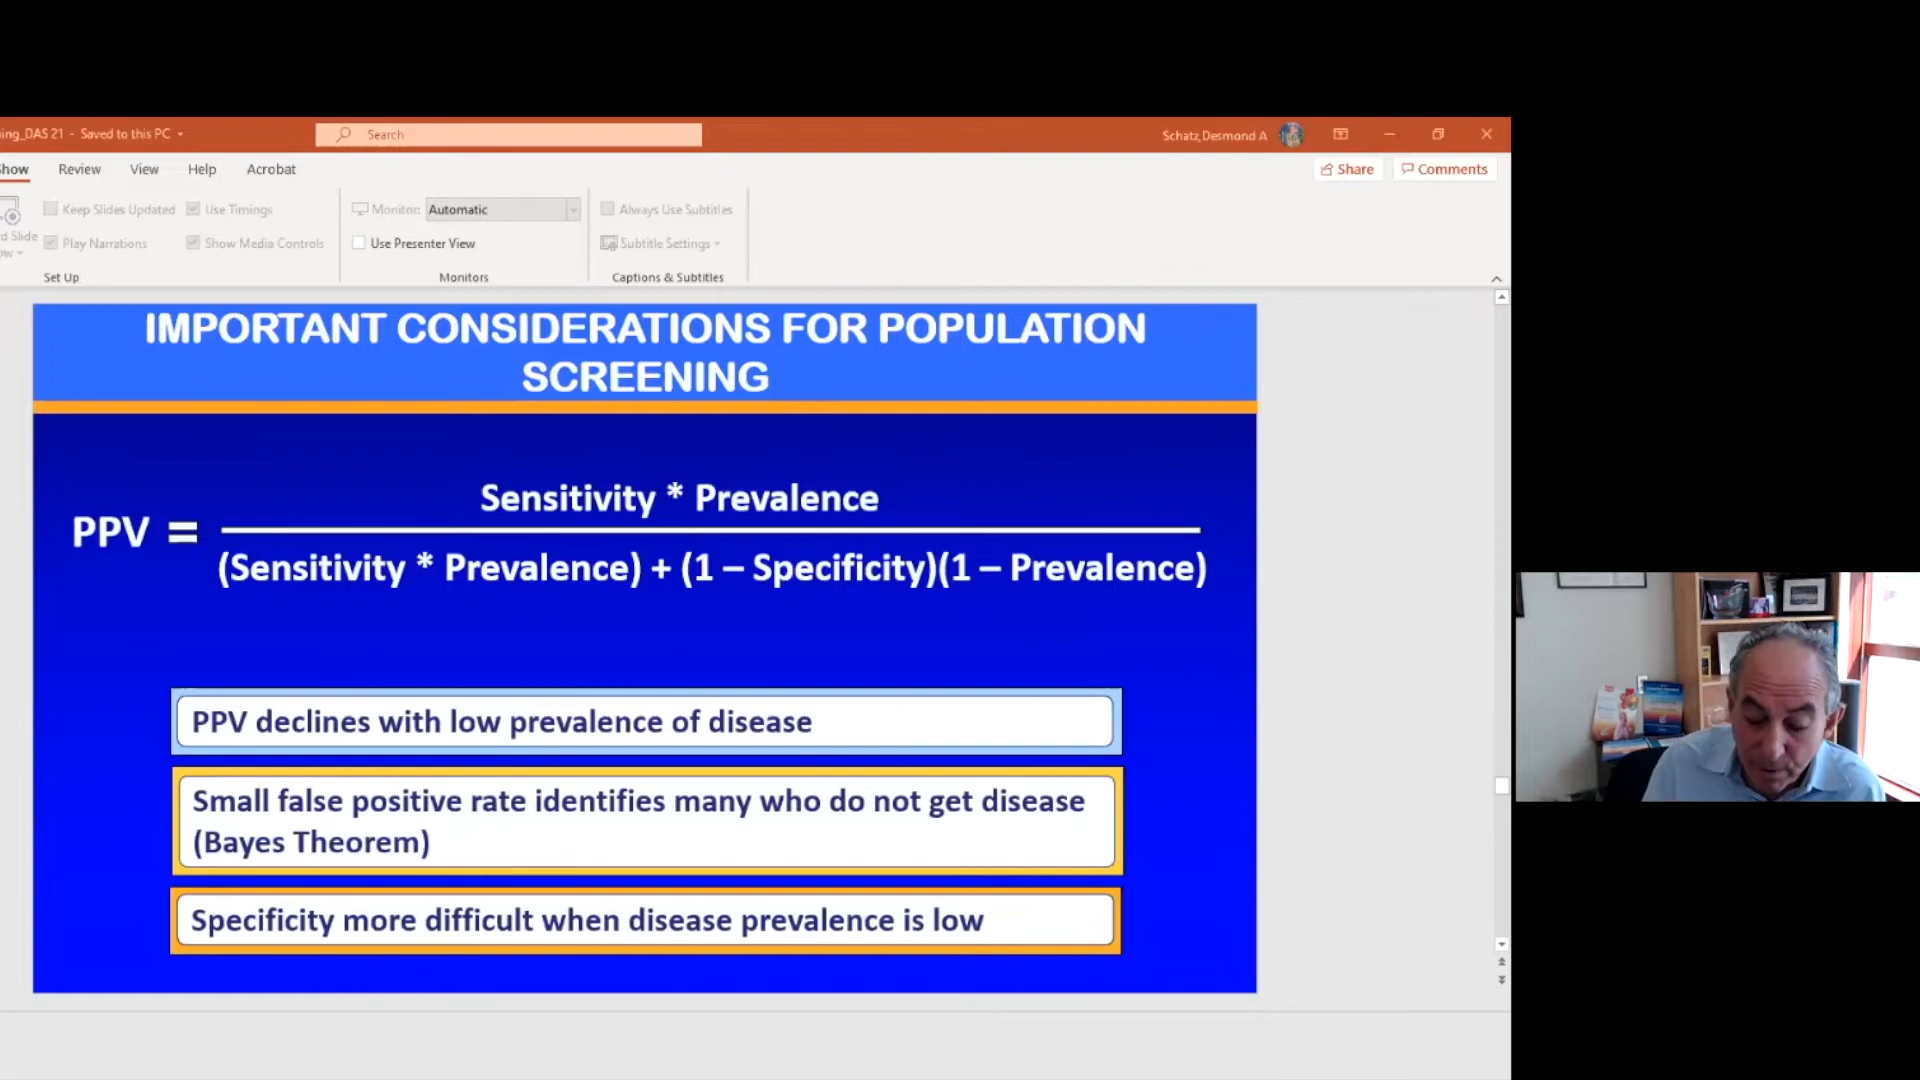 ing_DAS 21 - Saved to this PC
Search
Schatz,Desmond A
Show Review View Help Acrobat
Share Comments
Keep Slides Updated Use Timings
Monitor: Automatic
Always Use Subtitles
d Slide
ow
Play Narrations Show Media Controls
Use Presenter View
Subtitle Settings
Set Up
Monitors
Captions & Subtitles
IMPORTANT CONSIDERATIONS FOR POPULATION
SCREENING
PPV =
Sensitivity * Prevalence
(Sensitivity * Prevalence) + (1 – Specificity)(1 – Prevalence)
PPV declines with low prevalence of disease
Small false positive rate identifies many who do not get disease
(Bayes Theorem)
Specificity more difficult when disease prevalence is low